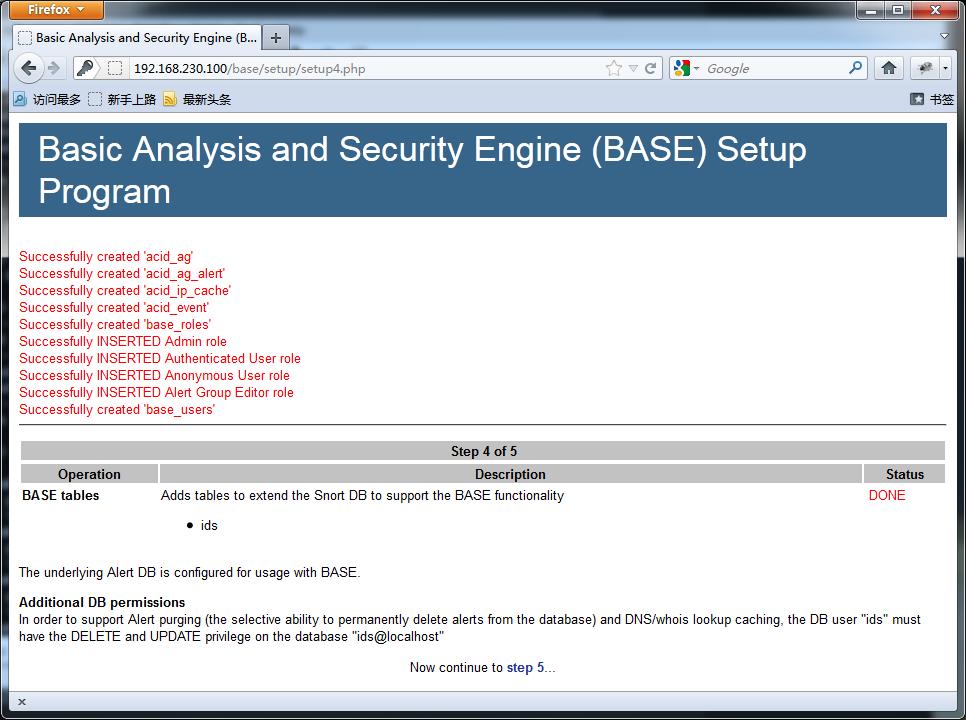 Firefox
Basic Analysis and Security Engine (B...
192.168.230.100/base/setup/setup4.php
Google
访问最多 新手上路 最新头条 书签
Basic Analysis and Security Engine (BASE) Setup
Program
Successfully created 'acid_ag'
Successfully created 'acid_ag_alert'
Successfully created 'acid_ip_cache'
Successfully created 'acid_event'
Successfully created 'base_roles'
Successfully INSERTED Admin role
Successfully INSERTED Authenticated User role
Successfully INSERTED Anonymous User role
Successfully INSERTED Alert Group Editor role
Successfully created 'base_users'
Step 4 of 5
Operation Description Status
BASE tables Adds tables to extend the Snort DB to support the BASE functionality DONE
• ids
The underlying Alert DB is configured for usage with BASE.
Additional DB permissions
In order to support Alert purging (the selective ability to permanently delete alerts from the database) and DNS/whois lookup caching, the DB user "ids" must
have the DELETE and UPDATE privilege on the database "ids@localhost"
Now continue to step 5...
x